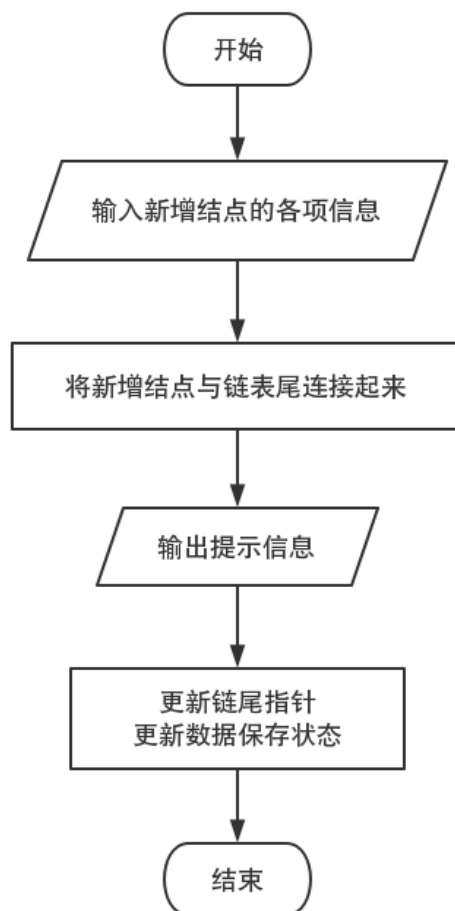 开始
输入新增结点的各项信息
将新增结点与链表尾连接起来
输出提示信息
更新链尾指针
更新数据保存状态
结束